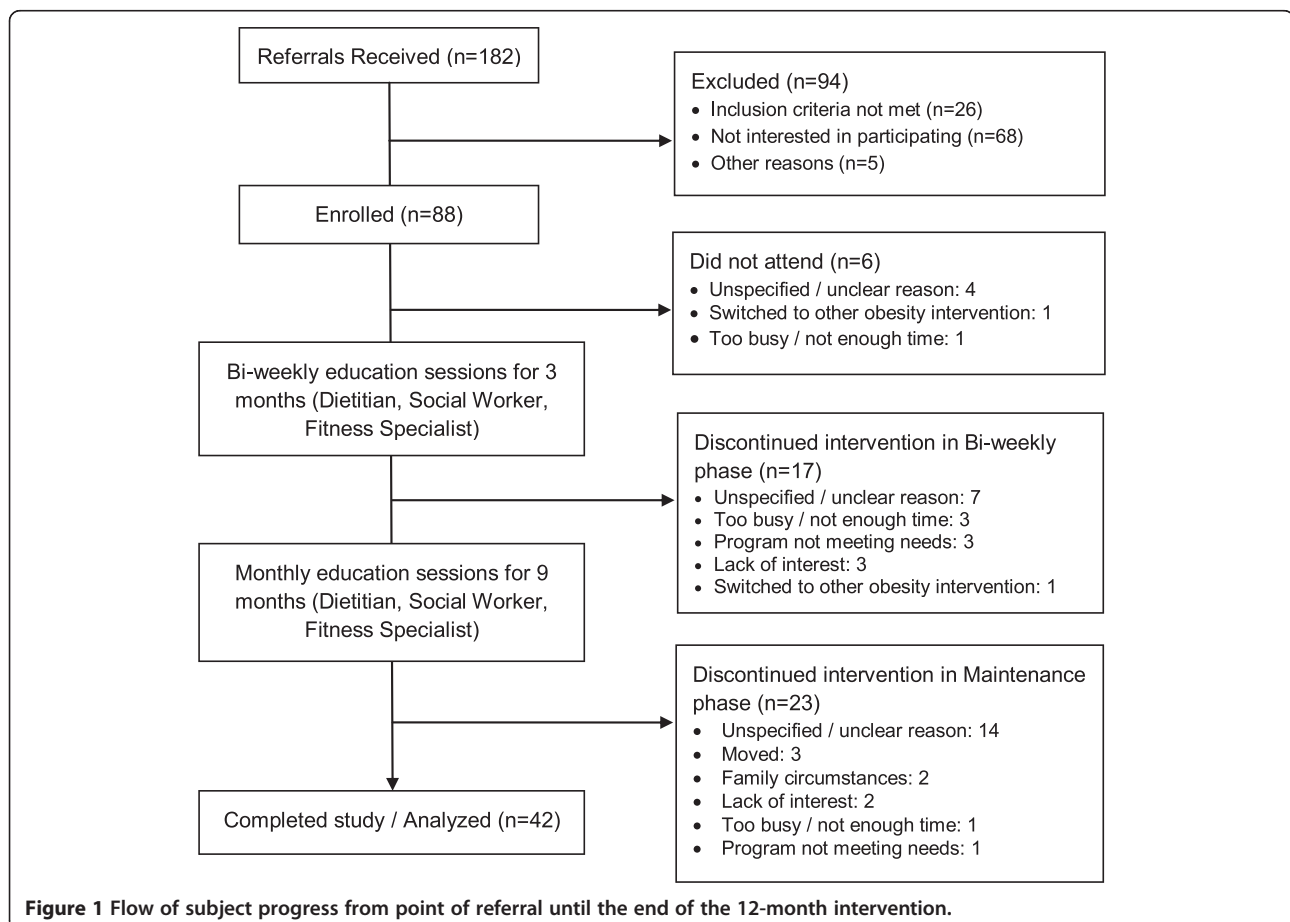 Referrals Received (n=182)
Excluded (n=94)
• Inclusion criteria not met (n=26)
• Not interested in participating (n=68)
• Other reasons (n=5)
Enrolled (n=88)
Did not attend (n=6)
• Unspecified / unclear reason: 4
• Switched to other obesity intervention: 1
• Too busy / not enough time: 1
Bi-weekly education sessions for 3
months (Dietitian, Social Worker,
Fitness Specialist)
Discontinued intervention in Bi-weekly
phase (n=17)
• Unspecified / unclear reason: 7
• Too busy / not enough time: 3
• Program not meeting needs: 3
• Lack of interest: 3
• Switched to other obesity intervention: 1
Monthly education sessions for 9
months (Dietitian, Social Worker,
Fitness Specialist)
Discontinued intervention in Maintenance
phase (n=23)
• Unspecified / unclear reason: 14
• Moved: 3
• Family circumstances: 2
• Lack of interest: 2
• Too busy / not enough time: 1
• Program not meeting needs: 1
Completed study / Analyzed (n=42)
Figure 1 Flow of subject progress from point of referral until the end of the 12-month intervention.